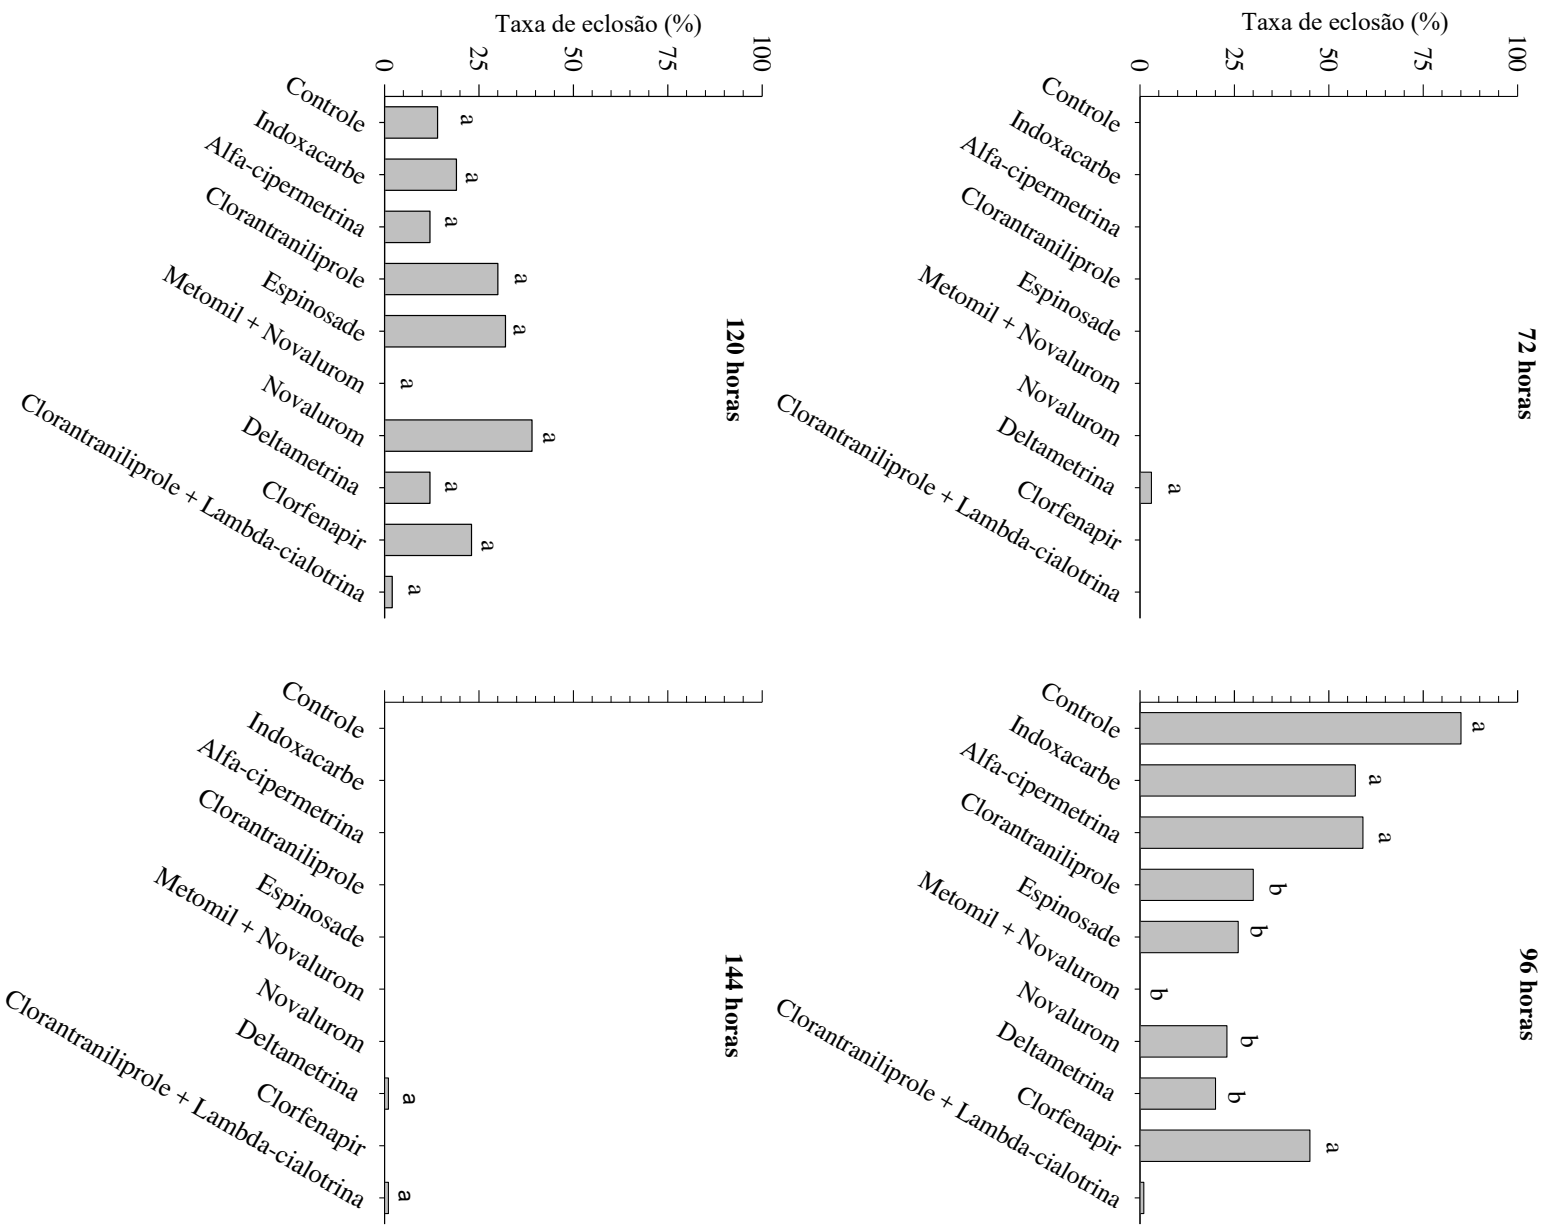 72 horas
Taxa de eclosão (%)
100
75
50
25
0
a
Controle
Indoxacarbe
Alfa-cipermetrina
Clorantraniliprole
Espinosade
Metomil + Novalurom
Novalurom
Deltametrina
Clorfenapir
Clorantraniliprole + Lambda-cialotrina
96 horas
a
a
a
b
b
b
b
b
a
Controle
Indoxacarbe
Alfa-cipermetrina
Clorantraniliprole
Espinosade
Metomil + Novalurom
Novalurom
Deltametrina
Clorfenapir
Clorantraniliprole + Lambda-cialotrina
120 horas
Taxa de eclosão (%)
100
75
50
25
0
a
a
a
a
a
a
a
a
a
a
Controle
Indoxacarbe
Alfa-cipermetrina
Clorantraniliprole
Espinosade
Metomil + Novalurom
Novalurom
Deltametrina
Clorfenapir
Clorantraniliprole + Lambda-cialotrina
144 horas
a
a
Controle
Indoxacarbe
Alfa-cipermetrina
Clorantraniliprole
Espinosade
Metomil + Novalurom
Novalurom
Deltametrina
Clorfenapir
Clorantraniliprole + Lambda-cialotrina